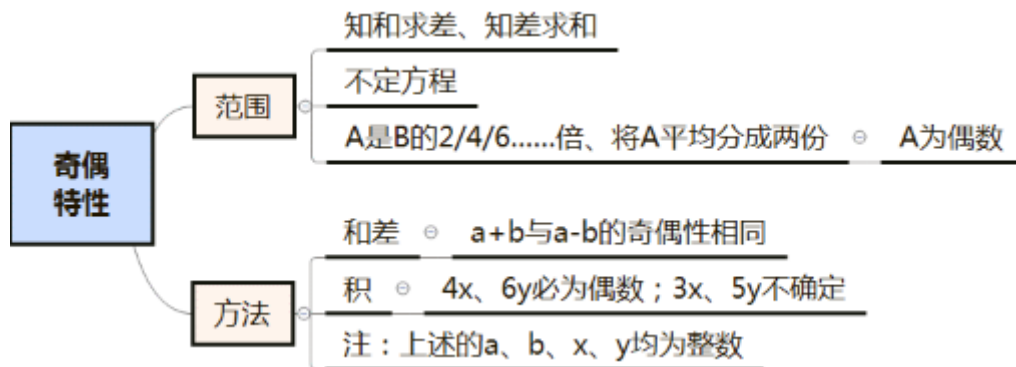 奇偶
特性
范围
知和求差、知差求和
不定方程
A是B的2/4/6……倍、将A平均分成两份
A为偶数
方法
和差
a+b与a-b的奇偶性相同
积
4x、6y必为偶数；3x、5y不确定
注：上述的a、b、x、y均为整数